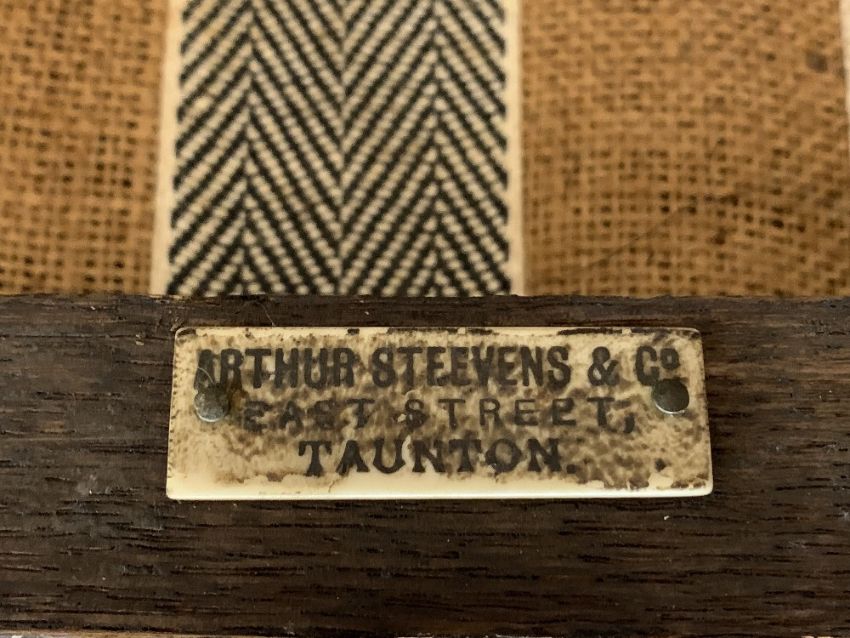 ARTHUR STEEVENS & Cº
EAST STREET,
TAUNTON.